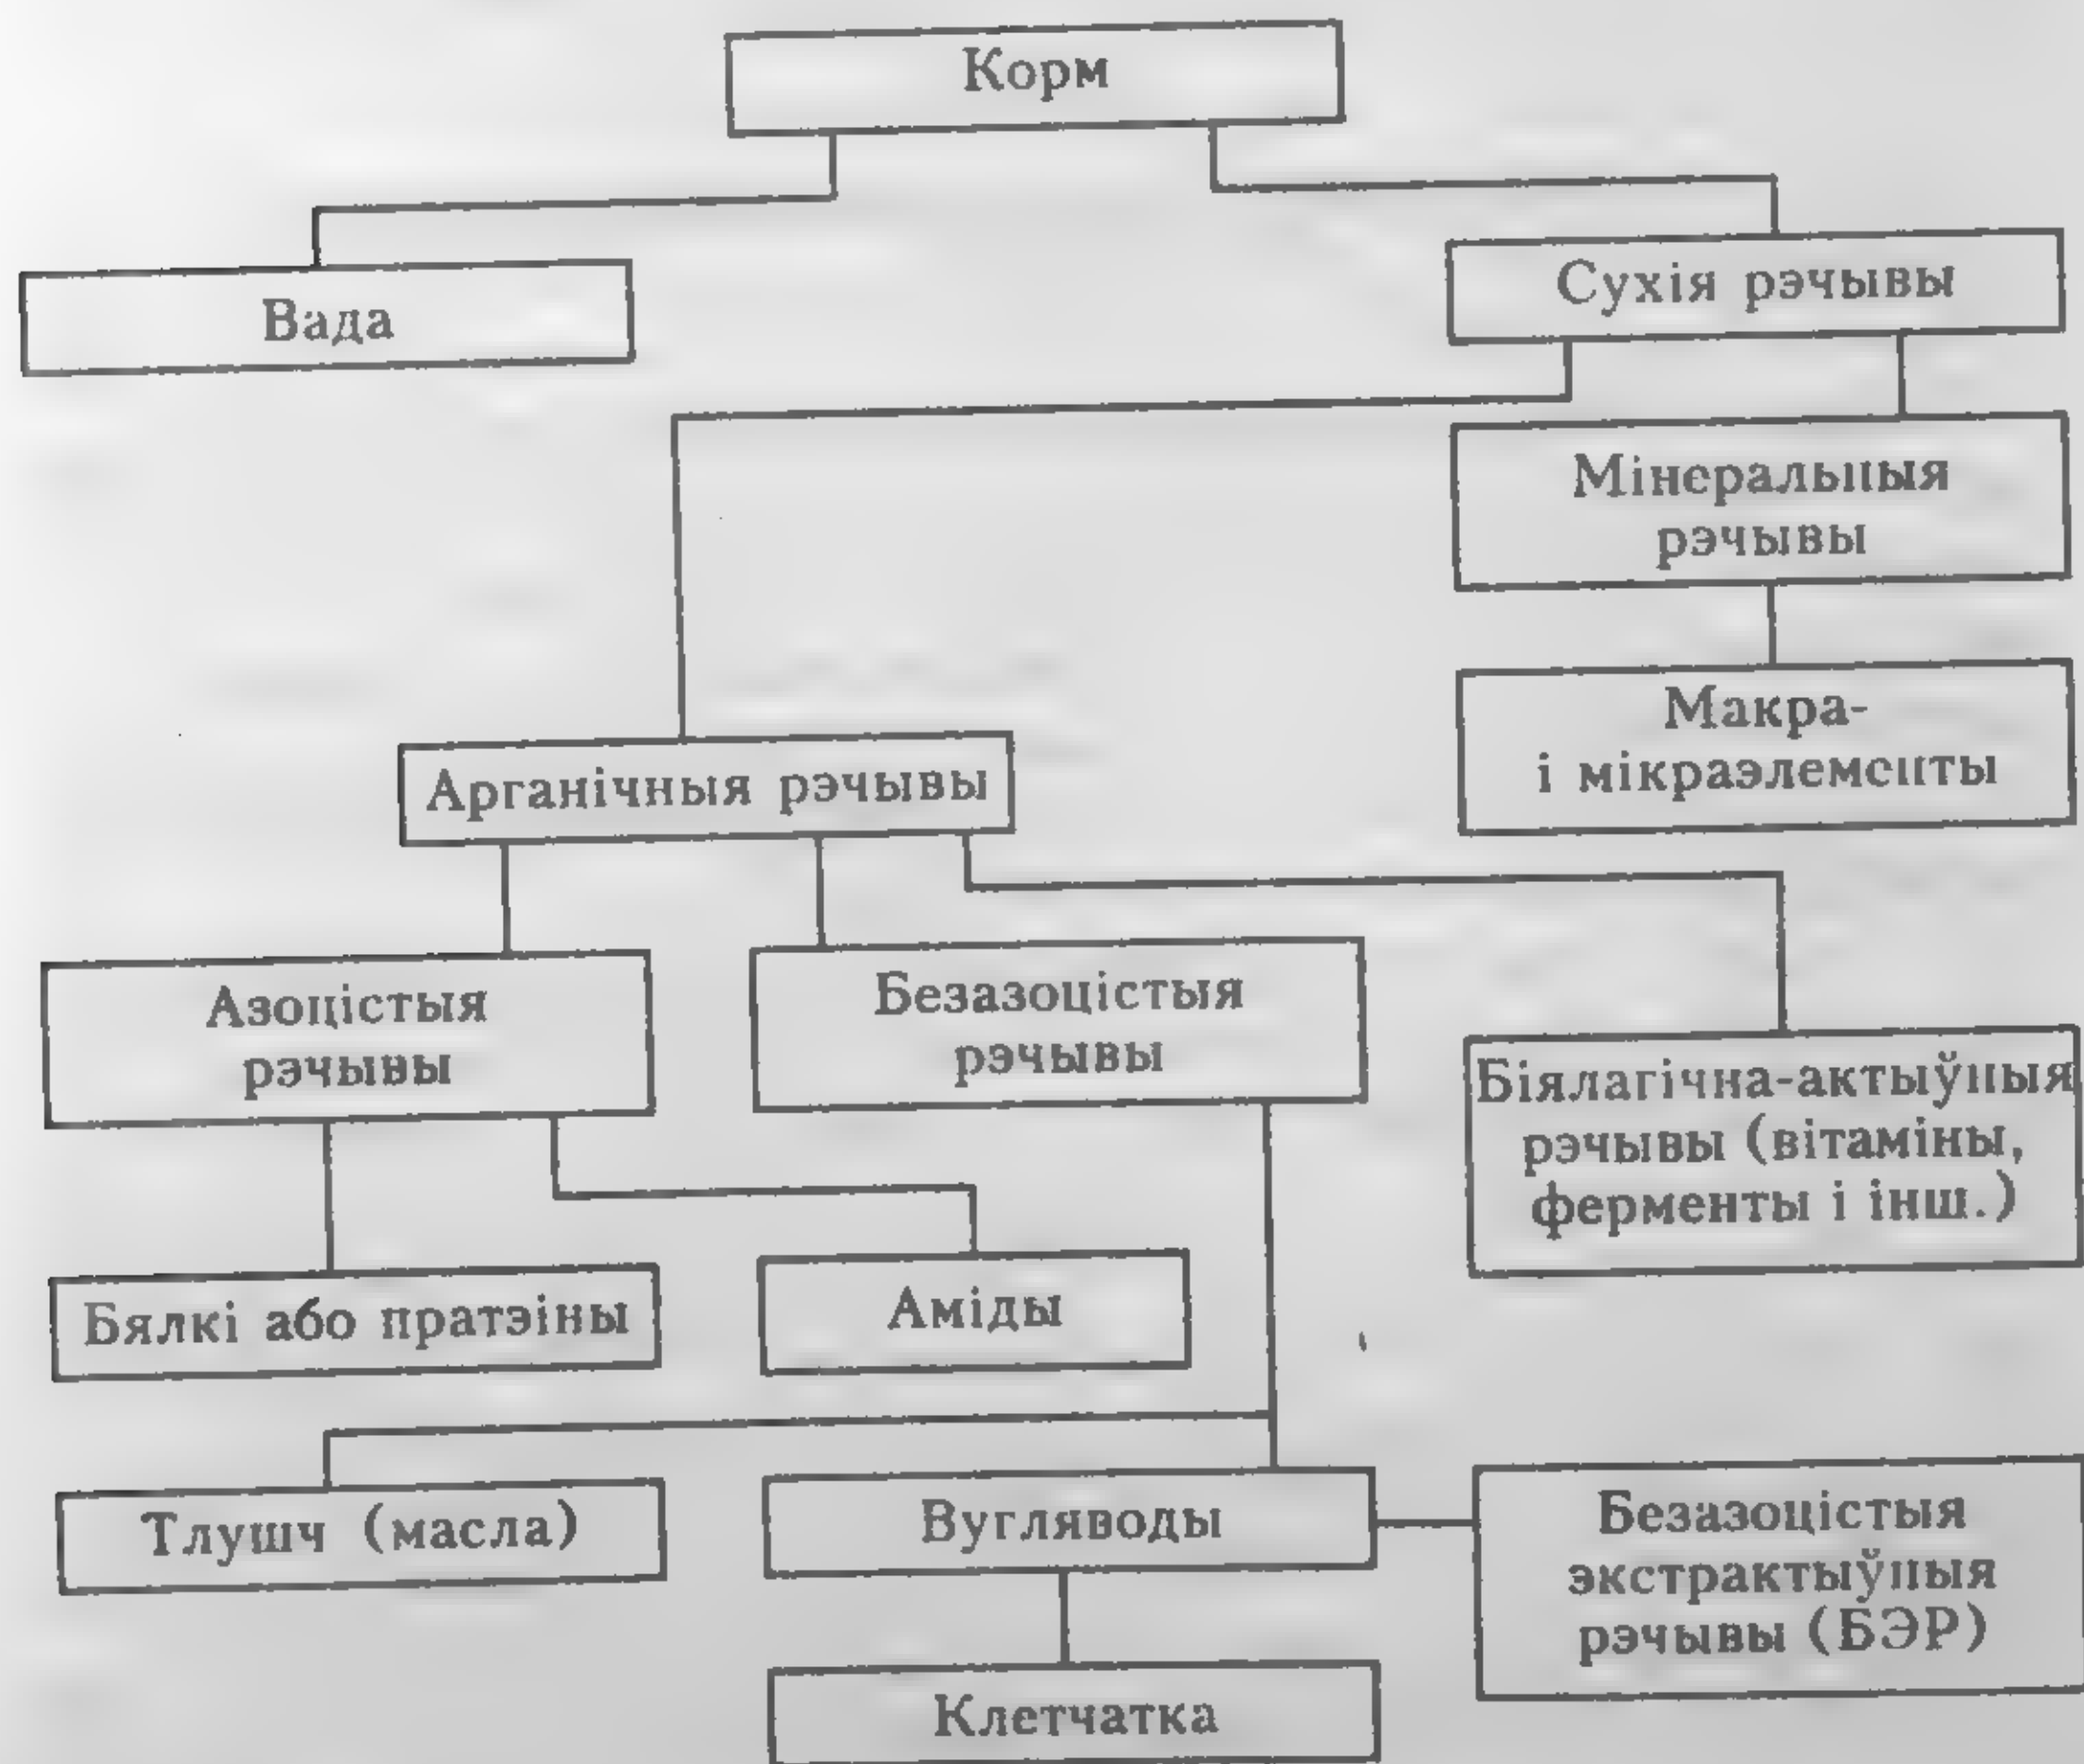 Корм
Вада
Сухія рэчывы
Мінеральныя
рэчывы
Макра-
і мікраэлементы
Арганічныя рэчывы
Азоцістыя
рэчывы
Безазоцістыя
рэчывы
Біялагічна-актыўныя
рэчывы (вітаміны,
ферменты і інш.)
Бялкі або пратэіны
Аміды
Тлушч (масла)
Вугляводы
Безазоцістыя
экстрактыўныя
рэчывы (БЭР)
Клетчатка